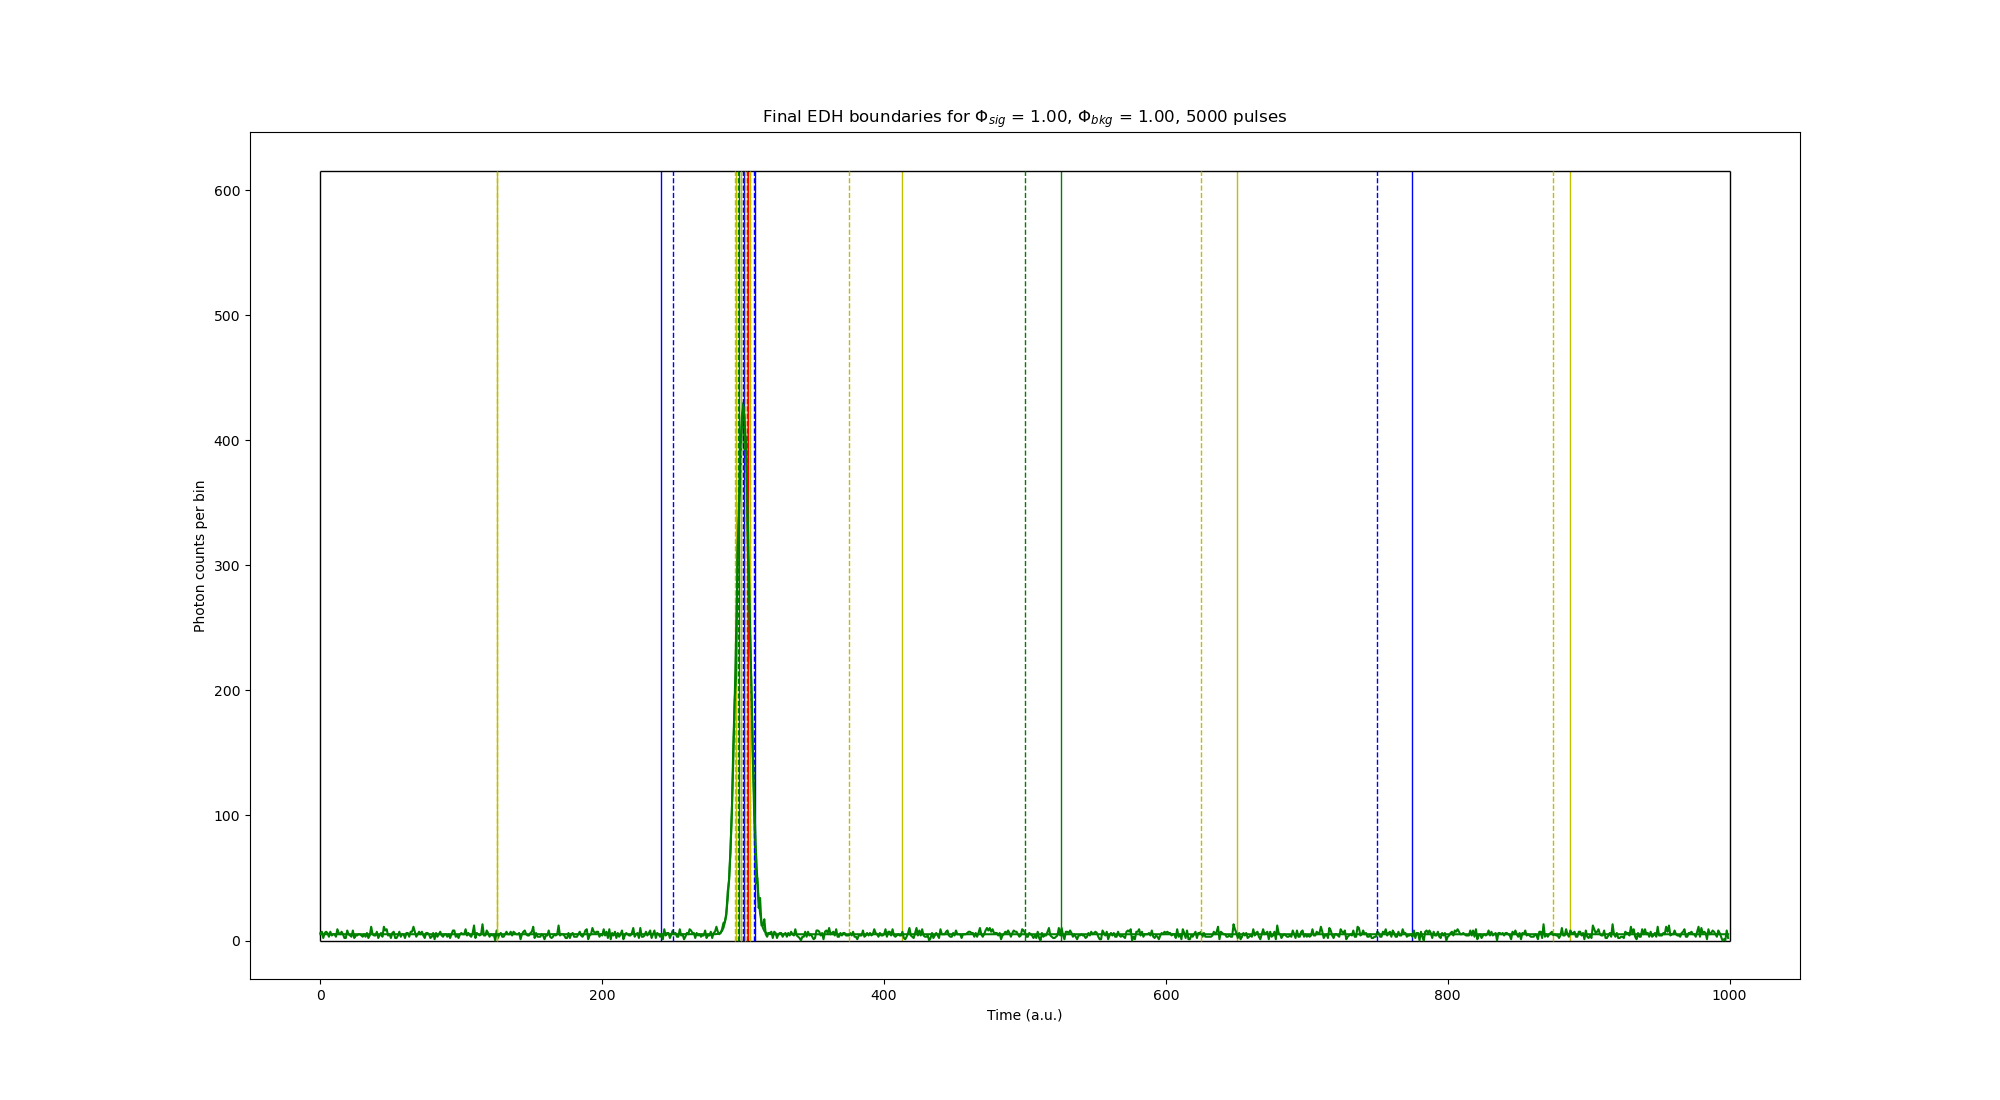 Final EDH boundaries for Φsig = 1.00, Φbkg = 1.00, 5000 pulses
600
500
400
300
200
100
0
Photon counts per bin
0 200 400 600 800 1000
Time (a.u.)